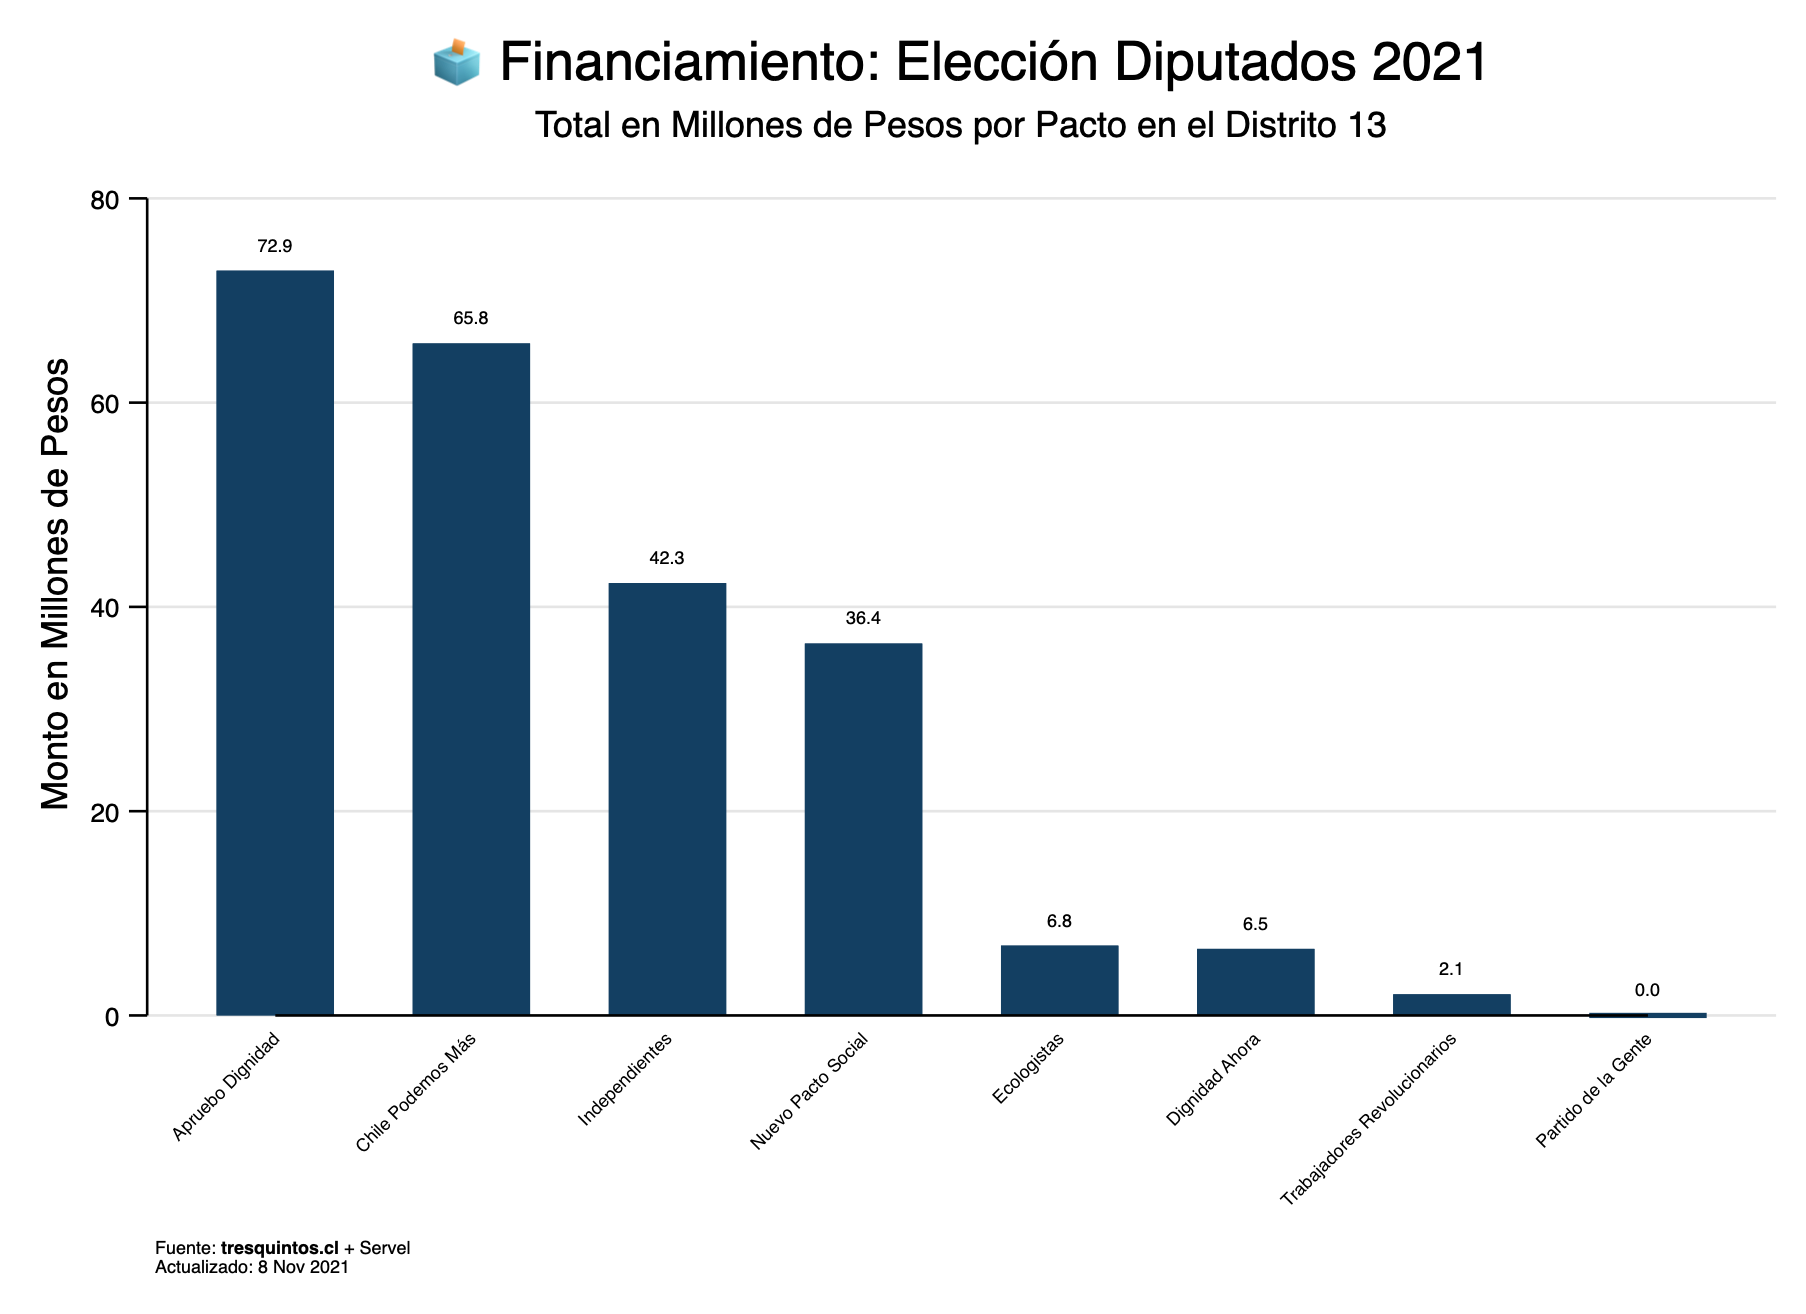 Financiamiento: Elección Diputados 2021
Total en Millones de Pesos por Pacto en el Distrito 13
Monto en Millones de Pesos
80
60
40
20
0
72.9
65.8
42.3
36.4
6.8
6.5
2.1
0.0
Apruebo Dignidad
Chile Podemos Más
Independientes
Nuevo Pacto Social
Ecologistas
Dignidad Ahora
Trabajadores Revolucionarios
Partido de la Gente
Fuente: tresquintos.cl + Servel
Actualizado: 8 Nov 2021